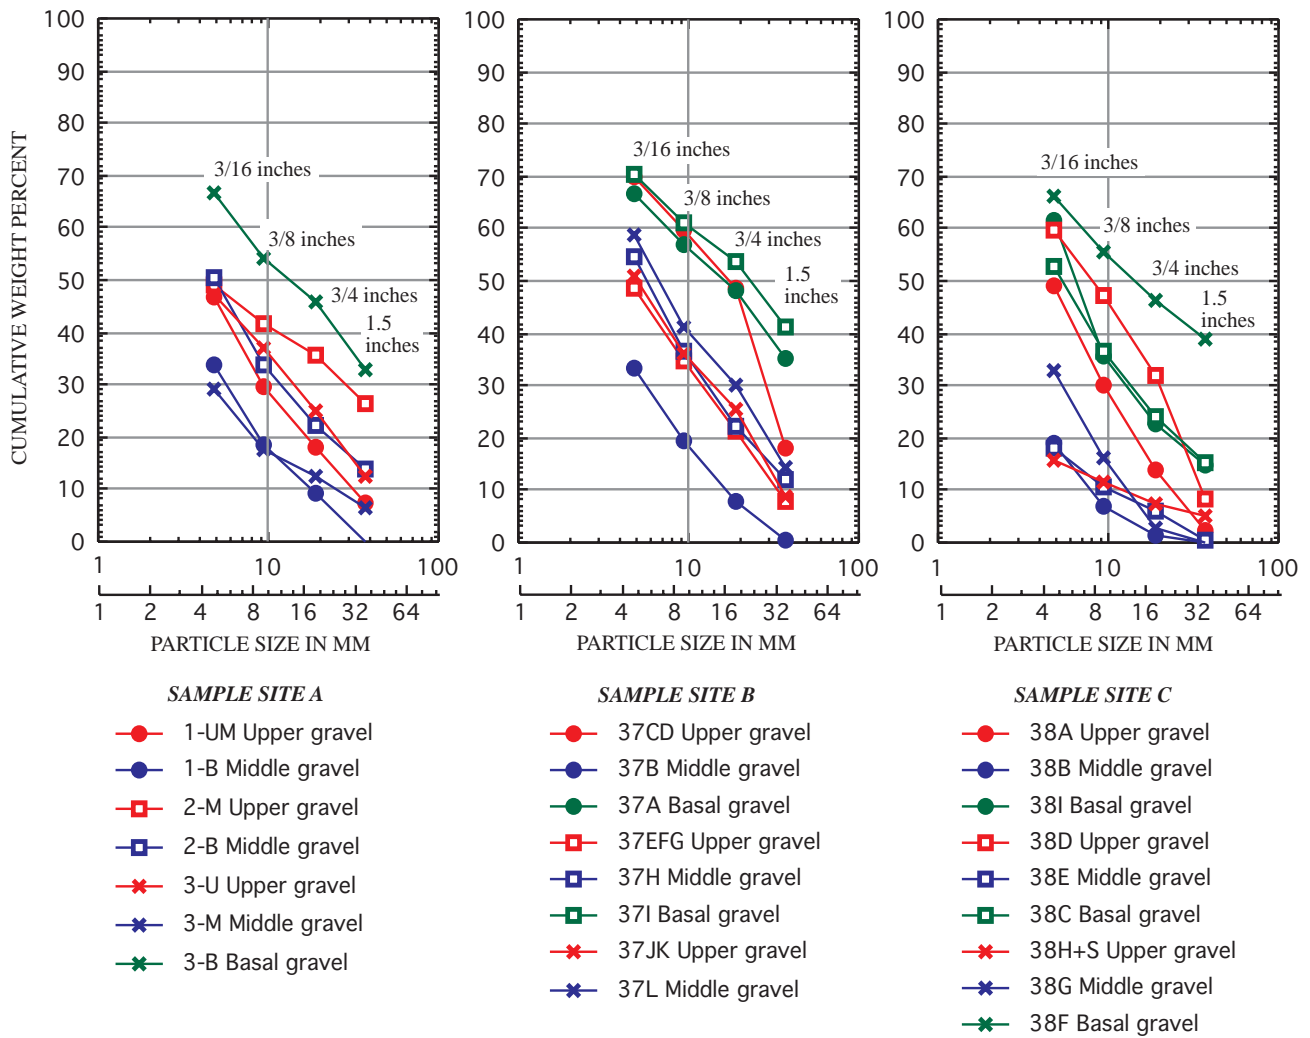 CUMULATIVE WEIGHT PERCENT
100
90
80
70
60
50
40
30
20
10
0
3/16 inches
3/8 inches
3/4 inches
1.5
inches
1 10 100
1 2 4 8 16 32 64
PARTICLE SIZE IN MM
100
90
80
70
60
50
40
30
20
10
0
3/16 inches
3/8 inches
3/4 inches
1.5
inches
1 10 100
1 2 4 8 16 32 64
PARTICLE SIZE IN MM
100
90
80
70
60
50
40
30
20
10
0
3/16 inches
3/8 inches
3/4 inches
1.5
inches
1 10 100
1 2 4 8 16 32 64
PARTICLE SIZE IN MM
SAMPLE SITE A
1-UM Upper gravel
1-B Middle gravel
2-M Upper gravel
2-B Middle gravel
3-U Upper gravel
3-M Middle gravel
3-B Basal gravel
SAMPLE SITE B
37CD Upper gravel
37B Middle gravel
37A Basal gravel
37EFG Upper gravel
37H Middle gravel
37I Basal gravel
37JK Upper gravel
37L Middle gravel
SAMPLE SITE C
38A Upper gravel
38B Middle gravel
38I Basal gravel
38D Upper gravel
38E Middle gravel
38C Basal gravel
38H+S Upper gravel
38G Middle gravel
38F Basal gravel